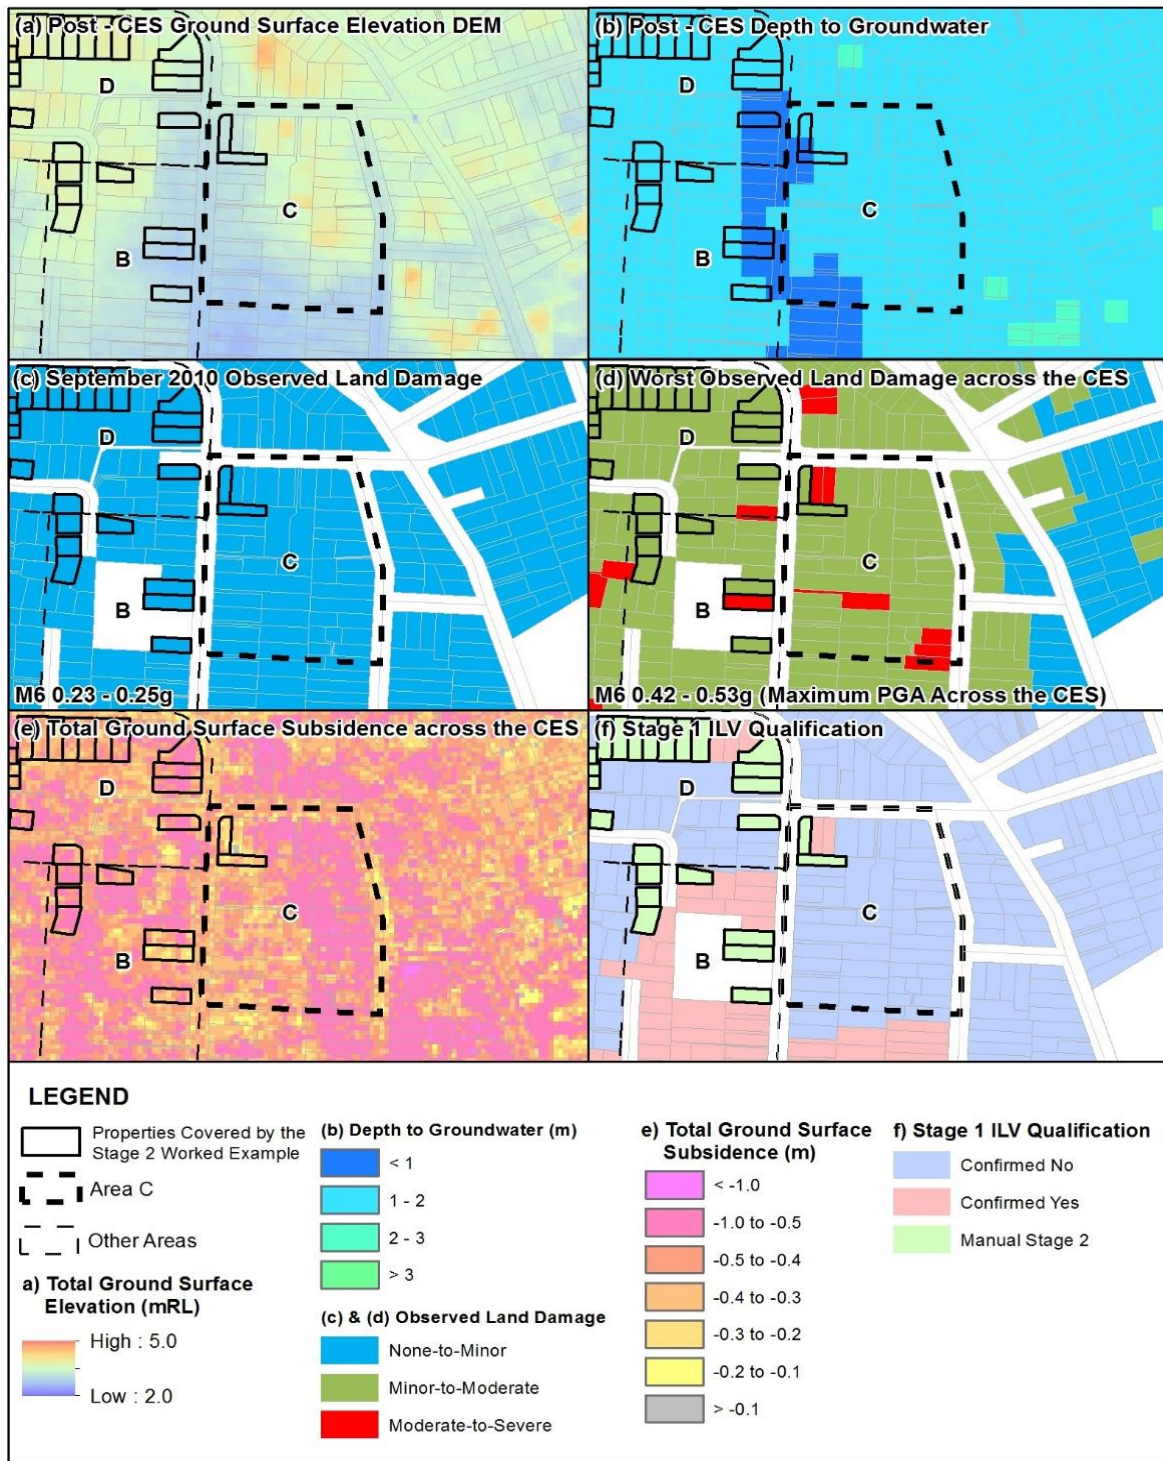 (a) Post - CES Ground Surface Elevation DEM
D
C
B
(b) Post - CES Depth to Groundwater
D
C
B
(c) September 2010 Observed Land Damage
D
C
B
M6 0.23 - 0.25g
(d) Worst Observed Land Damage across the CES
D
C
B
M6 0.42 - 0.53g (Maximum PGA Across the CES)
(e) Total Ground Surface Subsidence across the CES
D
C
B
(f) Stage 1 ILV Qualification
D
C
B
LEGEND
Properties Covered by the
Stage 2 Worked Example
Area C
Other Areas
a) Total Ground Surface
Elevation (mRL)
High : 5.0
Low : 2.0
(b) Depth to Groundwater (m)
< 1
1 - 2
2 - 3
> 3
(c) & (d) Observed Land Damage
None-to-Minor
Minor-to-Moderate
Moderate-to-Severe
e) Total Ground Surface
Subsidence (m)
< -1.0
-1.0 to -0.5
-0.5 to -0.4
-0.4 to -0.3
-0.3 to -0.2
-0.2 to -0.1
> -0.1
f) Stage 1 ILV Qualification
Confirmed No
Confirmed Yes
Manual Stage 2